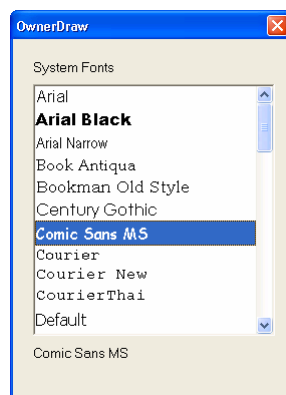 OwnerDraw
System Fonts
Arial
Arial Black
Arial Narrow
Book Antiqua
Bookman Old Style
Century Gothic
Comic Sans MS
Courier
Courier New
CourierThai
Default
Comic Sans MS